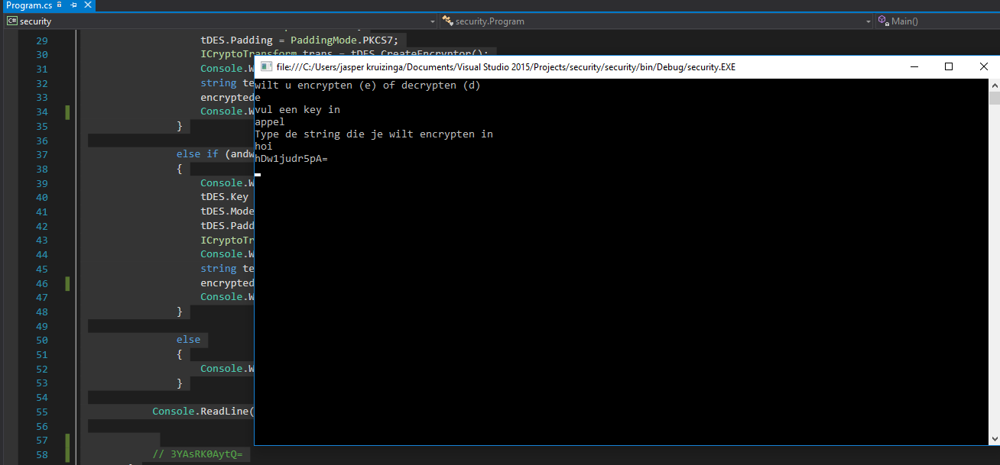 Program.cs
C# security
security.Program
Main()
29 tDES.Padding = PaddingMode.PKCS7;
30 ICryptoTransform trans = tDES.CreateEncryptor();
file:///C:/Users/jasper kruizinga/Documents/Visual Studio 2015/Projects/security/security/bin/Debug/security.EXE
31 Console.W
32 string te
33 encrypted
34 Console.W
35 }
36
37 else if (andw
38 {
39 Console.W
40 tDES.Key
41 tDES.Mode
42 tDES.Padd
43 ICryptoTr
44 Console.W
45 string te
46 encrypted
47 Console.W
48 }
49
50 else
51 {
52 Console.W
53 }
54
55 Console.ReadLine(
56
57
58 // 3YAsRK0AytQ=
wilt u encrypten (e) of decrypten (d)
e
vul een key in
appel
Type de string die je wilt encrypten in
hoi
hDw1judr5pA=